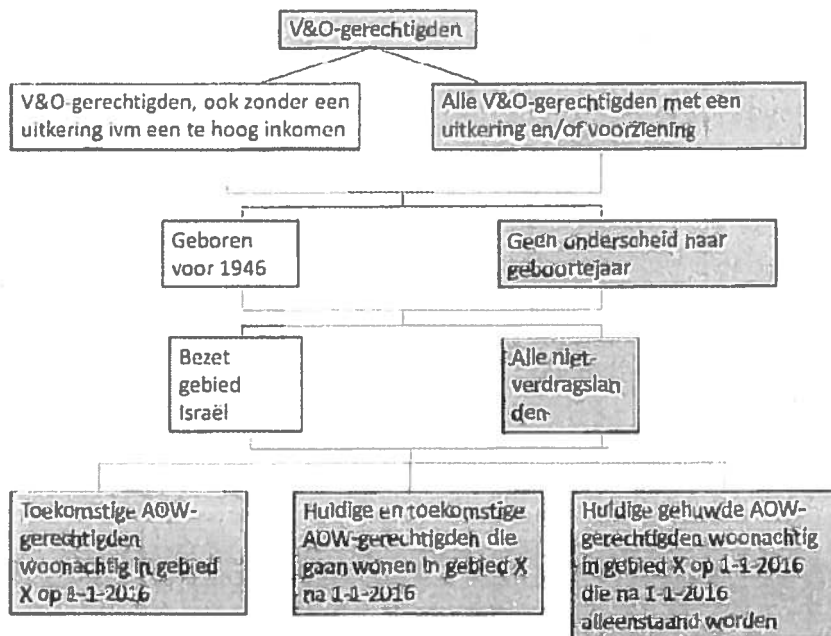 V&O-gerechtigden
V&O-gerechtigden, ook zonder een
uitkering ivm een te hoog inkomen
Alle V&O-gerechtigden met een
uitkering en/of voorziening
Geboren
voor 1946
Geen onderscheid naar
geboortejaar
Bezet
gebied
Israël
Alle niet-
verdragslan
den
Toekomstige AOW-
gerechtigden
woonachtig in gebied
X op 1-1-2016
Huidige en toekomstige
AOW-gerechtigden die
gaan wonen in gebied X
na 1-1-2016
Huidige gehuwde AOW-
gerechtigden woonachtig
in gebied X op 1-1-2016
die na 1-1-2016
alleenstaand worden